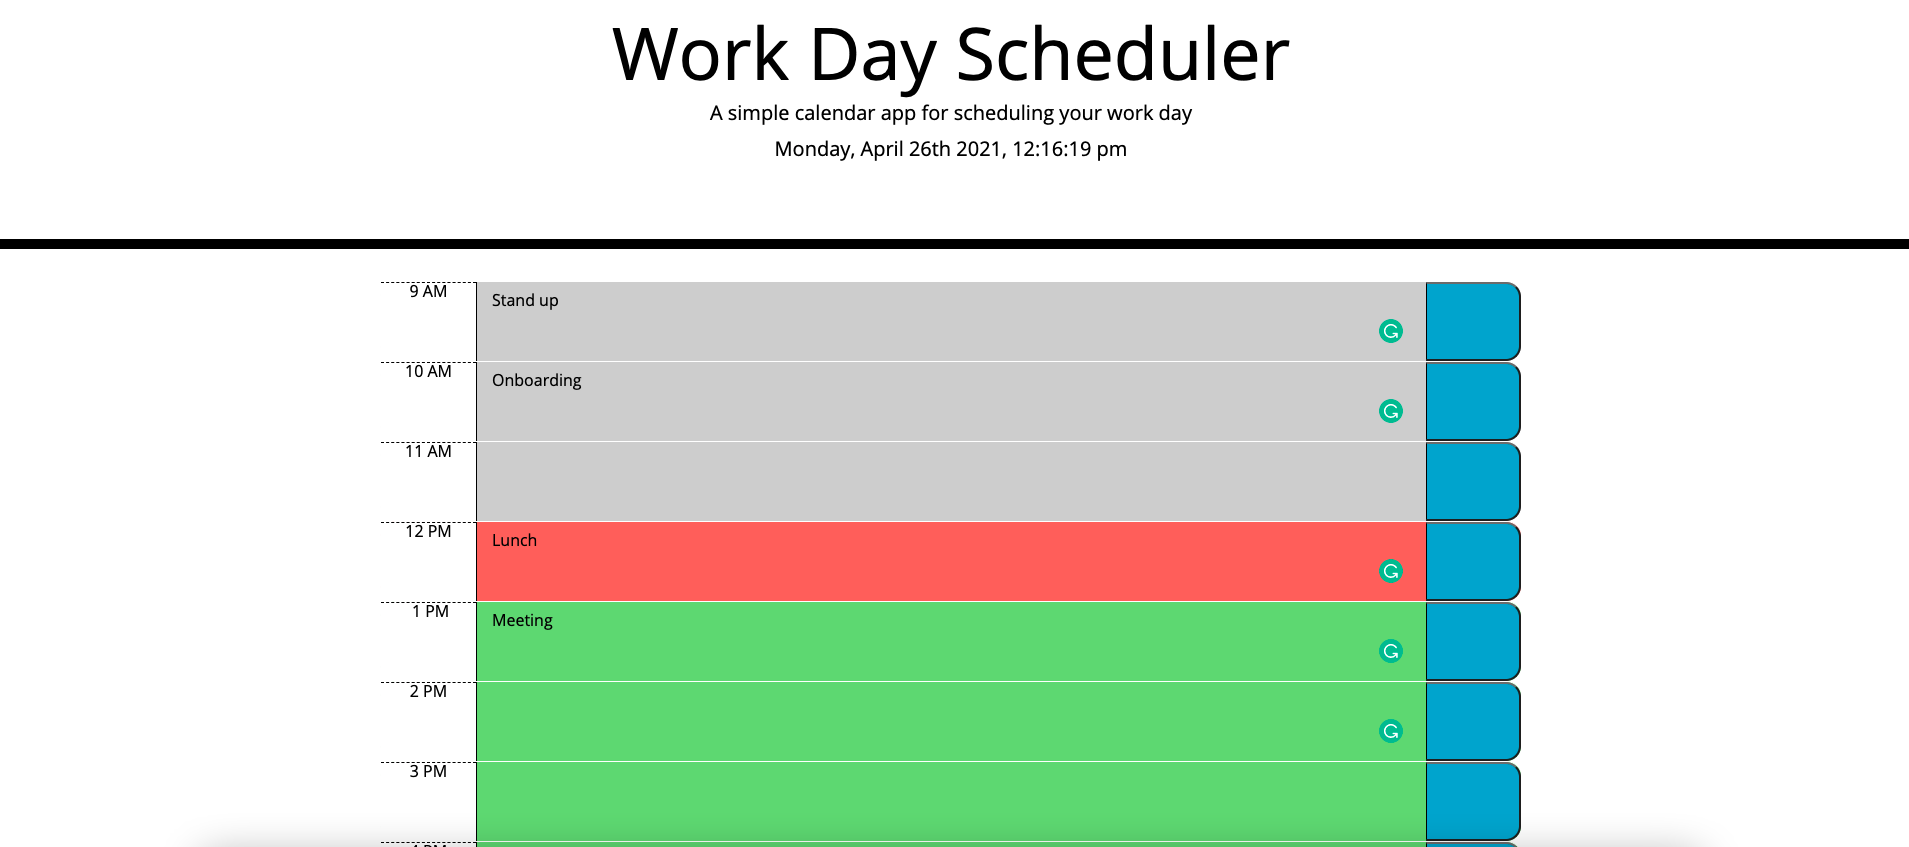 Work Day Scheduler
A simple calendar app for scheduling your work day
Monday, April 26th 2021, 12:16:19 pm
9 AM
Stand up
10 AM
Onboarding
11 AM
12 PM
Lunch
1 PM
Meeting
2 PM
3 PM